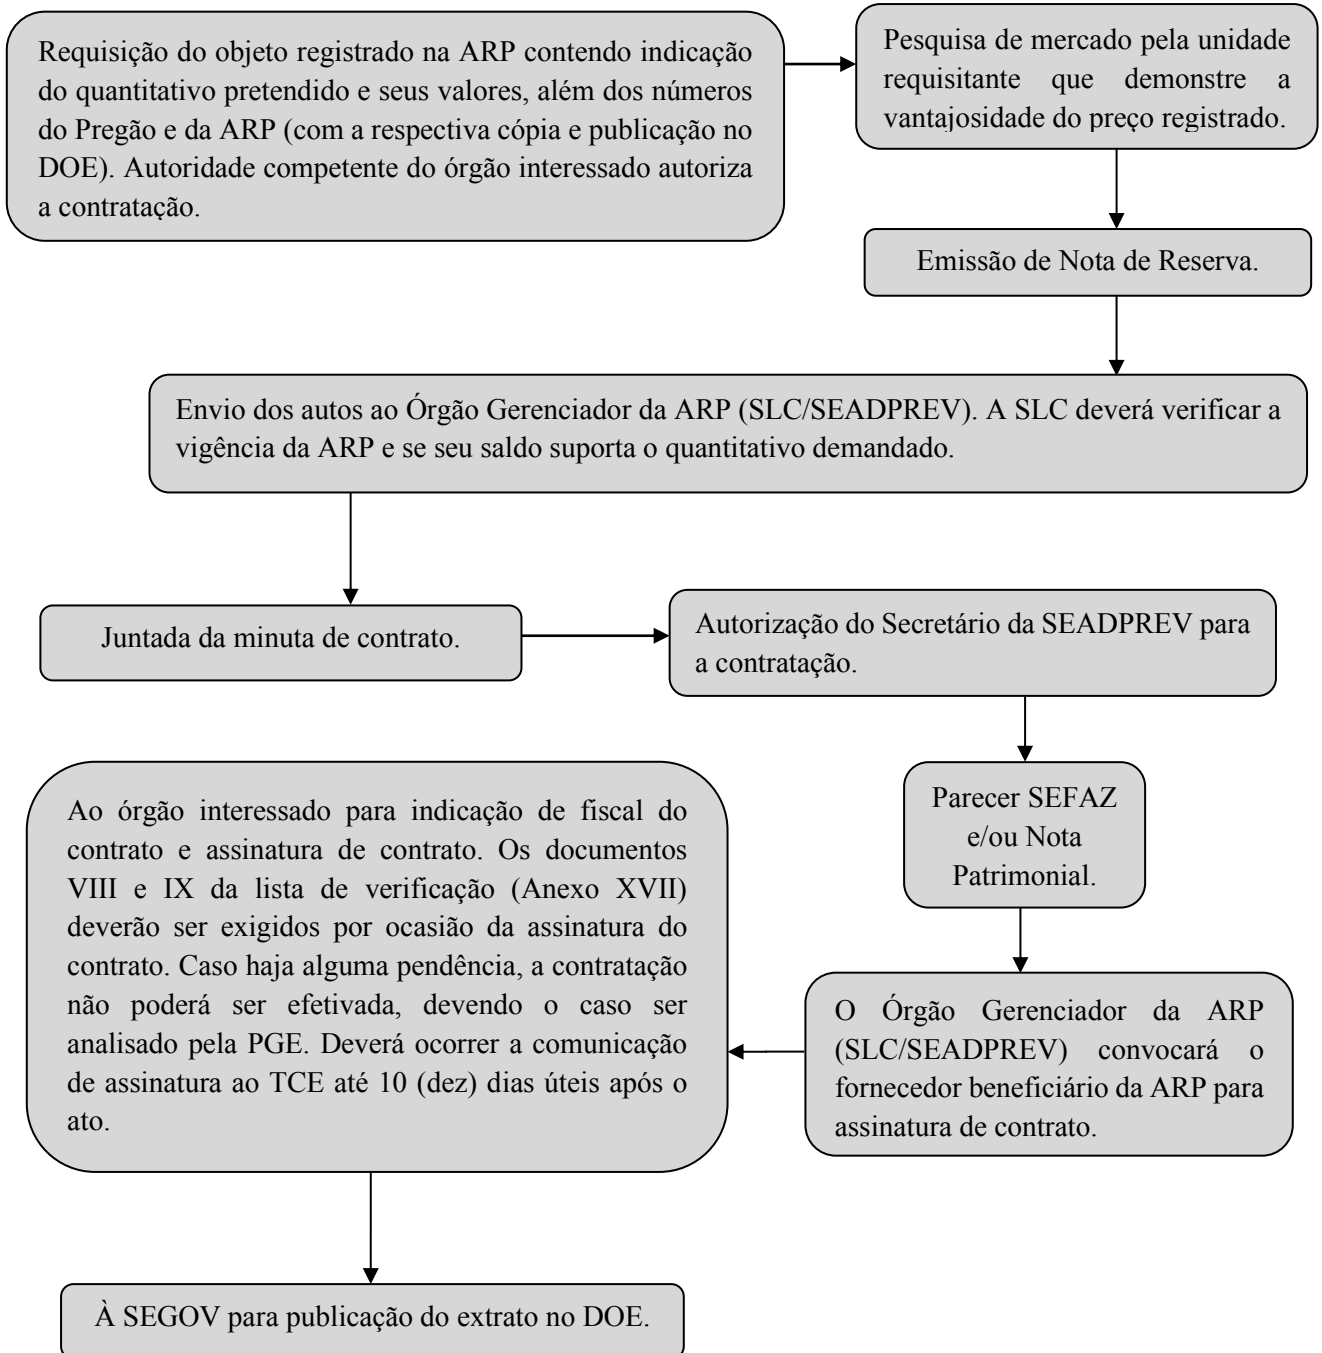 Requisição do objeto registrado na ARP contendo indicação
do quantitativo pretendido e seus valores, além dos números
do Pregão e da ARP (com a respectiva cópia e publicação no
DOE). Autoridade competente do órgão interessado autoriza
a contratação.
Pesquisa de mercado pela unidade
requisitante que demonstre a
vantajosidade do preço registrado.
Emissão de Nota de Reserva.
Envio dos autos ao Órgão Gerenciador da ARP (SLC/SEADPREV). A SLC deverá verificar a
vigência da ARP e se seu saldo suporta o quantitativo demandado.
Juntada da minuta de contrato.
Autorização do Secretário da SEADPREV para
a contratação.
Parecer SEFAZ
e/ou Nota
Patrimonial.
O Órgão Gerenciador da ARP
(SLC/SEADPREV) convocará o
fornecedor beneficiário da ARP para
assinatura de contrato.
Ao órgão interessado para indicação de fiscal do
contrato e assinatura de contrato. Os documentos
VIII e IX da lista de verificação (Anexo XVII)
deverão ser exigidos por ocasião da assinatura do
contrato. Caso haja alguma pendência, a contratação
não poderá ser efetivada, devendo o caso ser
analisado pela PGE. Deverá ocorrer a comunicação
de assinatura ao TCE até 10 (dez) dias úteis após o
ato.
À SEGOV para publicação do extrato no DOE.